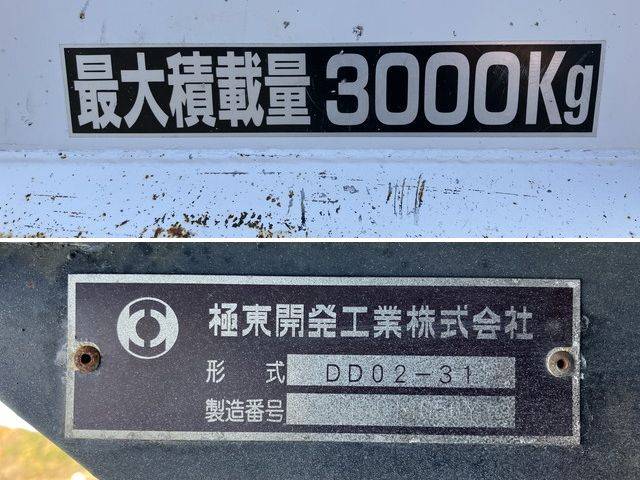 最大積載量 3000Kg
極東開発工業株式会社
形式 DD02-31
製造番号